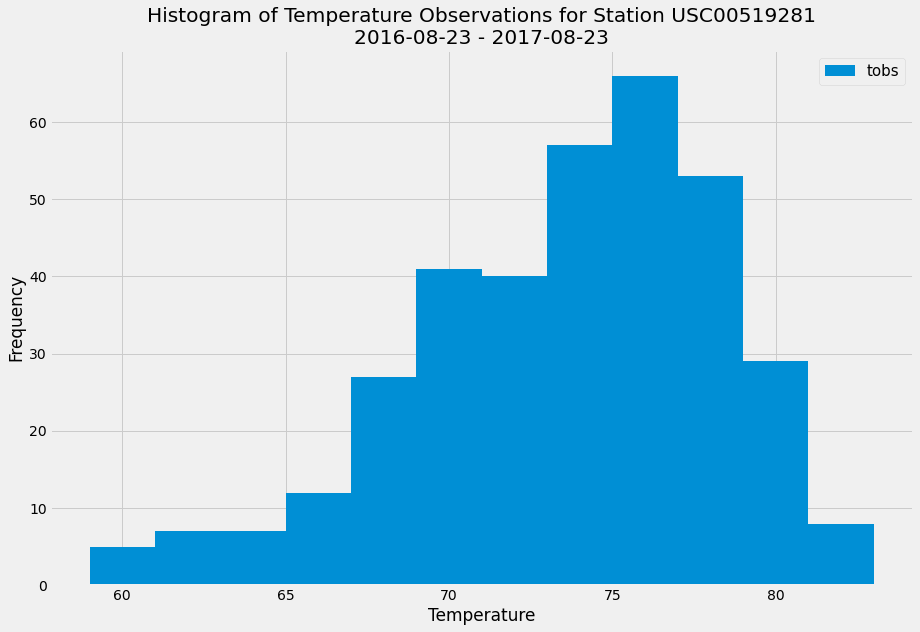 Histogram of Temperature Observations for Station USC00519281
2016-08-23 - 2017-08-23
tobs
60
50
40
30
20
10
0
Frequency
60 65 70 75 80
Temperature